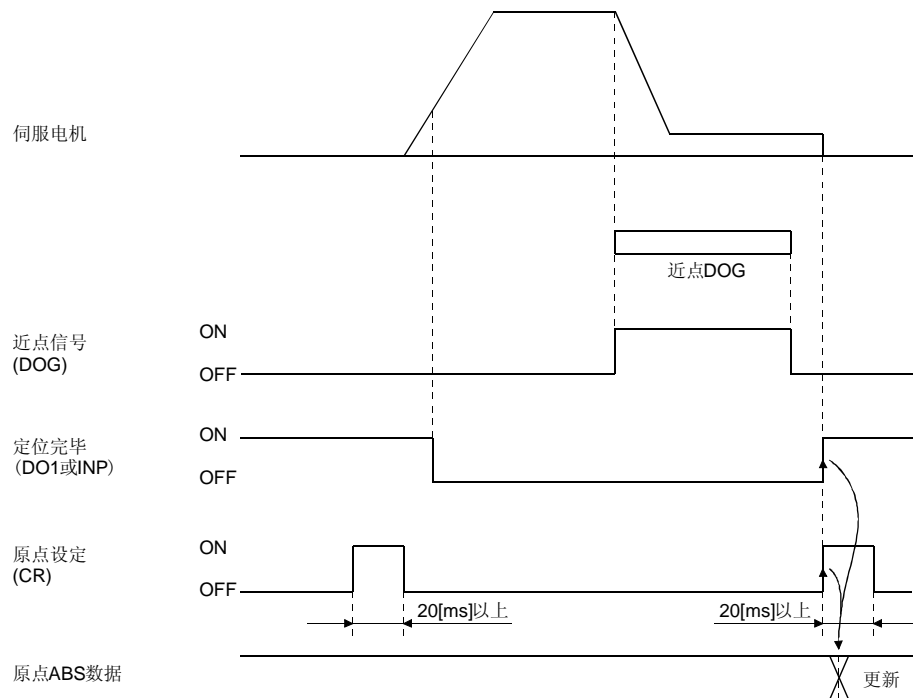 伺服电机
近点DOG
近点信号
(DOG)
ON
OFF
定位完毕
(DO1或INP)
ON
OFF
原点设定
(CR)
ON
OFF
20[ms]以上
20[ms]以上
原点ABS数据
更新